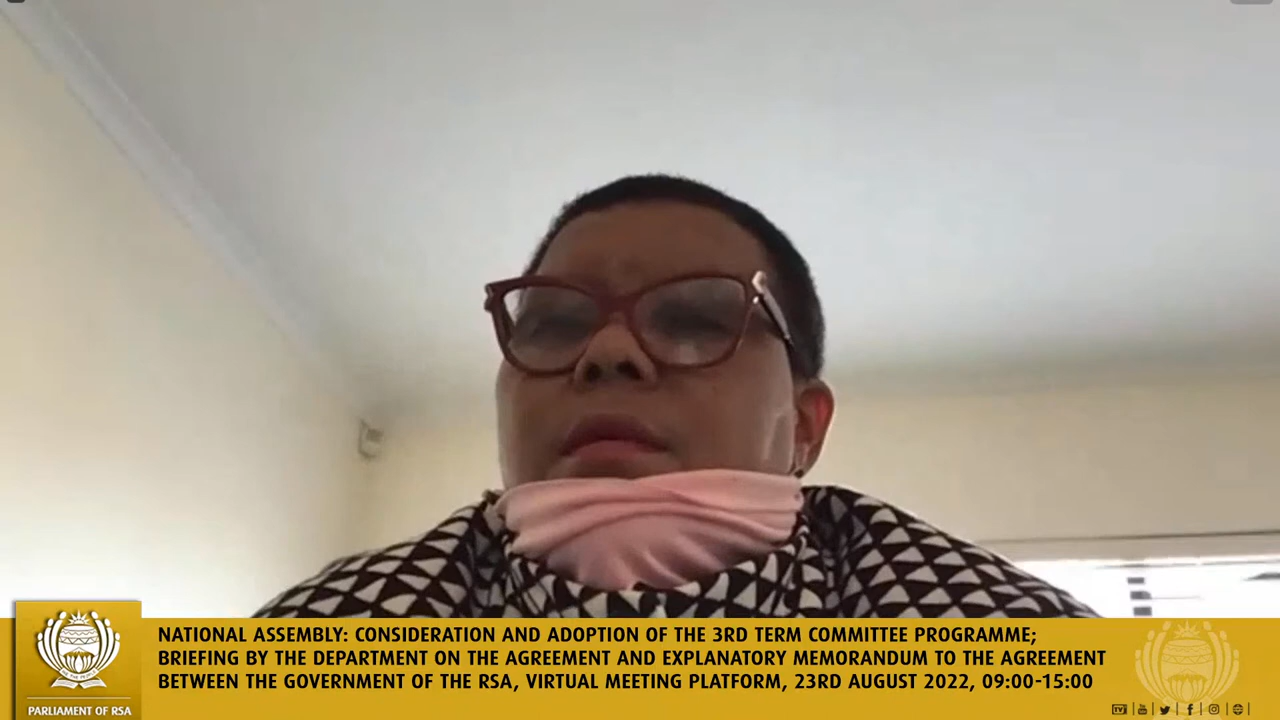 NATIONAL ASSEMBLY: CONSIDERATION AND ADOPTION OF THE 3RD TERM COMMITTEE PROGRAMME;
BRIEFING BY THE DEPARTMENT ON THE AGREEMENT AND EXPLANATORY MEMORANDUM TO THE AGREEMENT
BETWEEN THE GOVERNMENT OF THE RSA, VIRTUAL MEETING PLATFORM, 23RD AUGUST 2022, 09:00-15:00
PARLIAMENT OF RSA